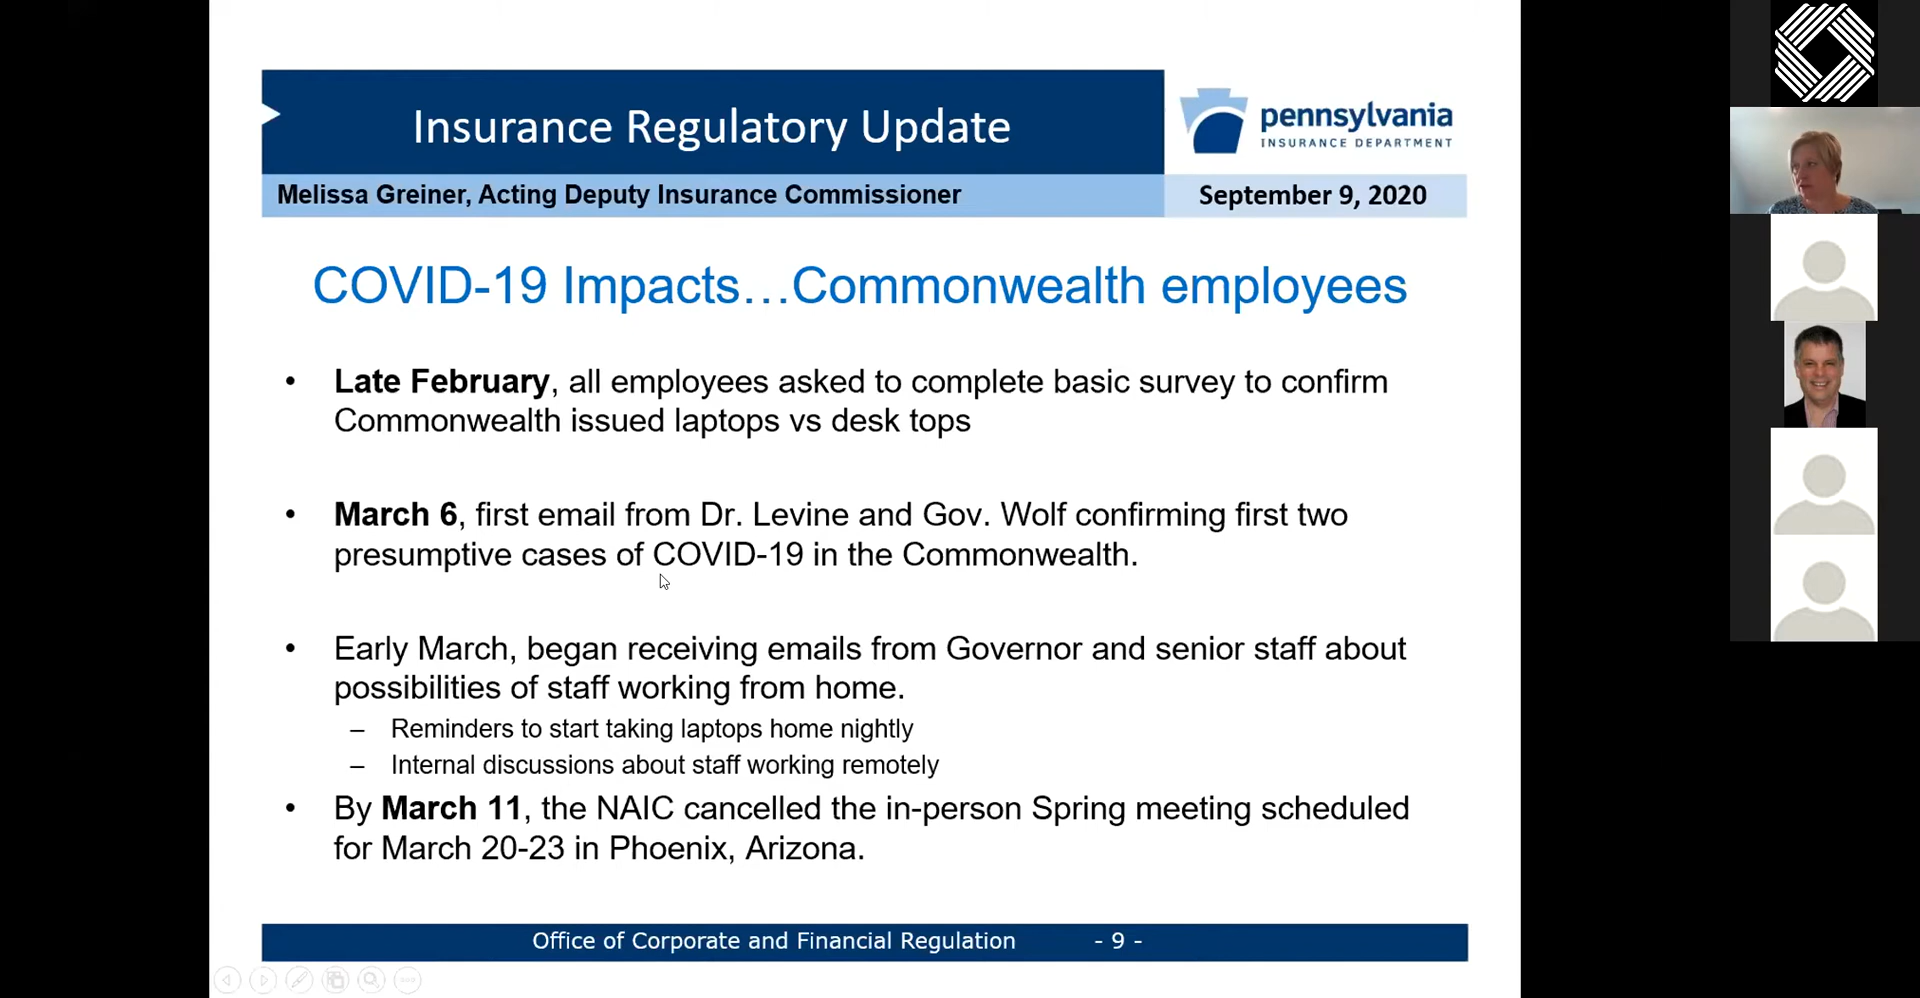 Insurance Regulatory Update
pennsylvania
INSURANCE DEPARTMENT
Melissa Greiner, Acting Deputy Insurance Commissioner
September 9, 2020
COVID-19 Impacts…Commonwealth employees
• Late February, all employees asked to complete basic survey to confirm
Commonwealth issued laptops vs desk tops
• March 6, first email from Dr. Levine and Gov. Wolf confirming first two
presumptive cases of COVID-19 in the Commonwealth.
• Early March, began receiving emails from Governor and senior staff about
possibilities of staff working from home.
– Reminders to start taking laptops home nightly
– Internal discussions about staff working remotely
• By March 11, the NAIC cancelled the in-person Spring meeting scheduled
for March 20-23 in Phoenix, Arizona.
Office of Corporate and Financial Regulation - 9 -